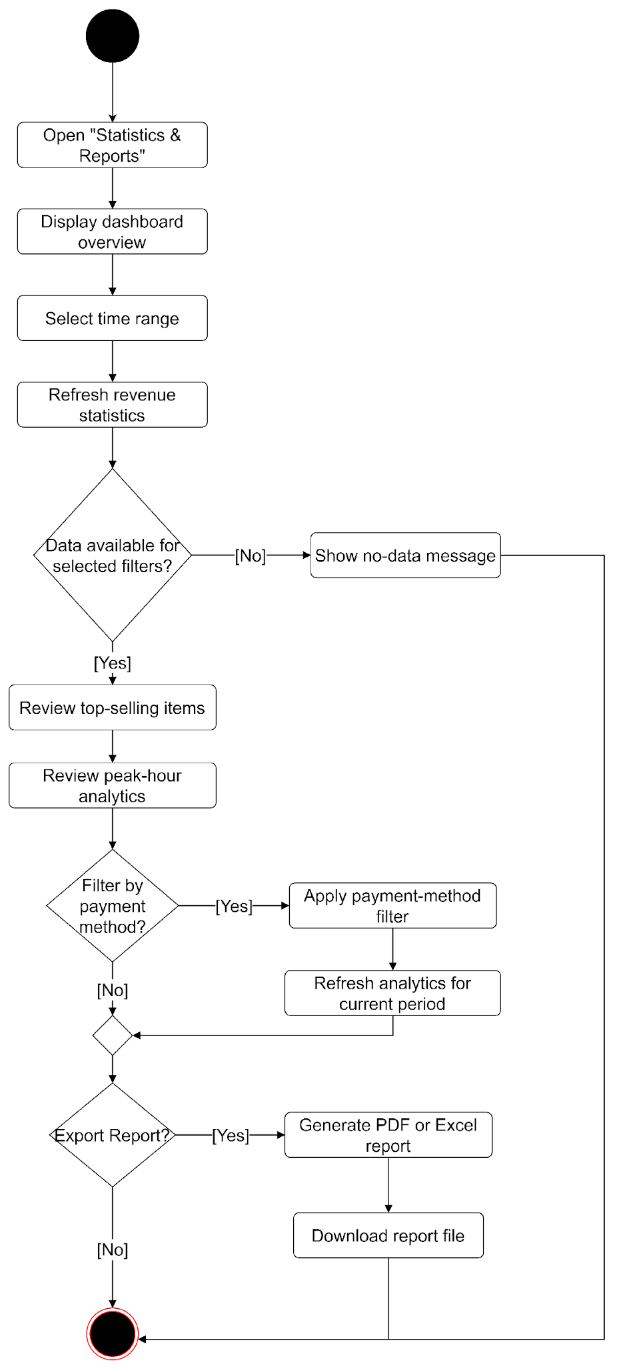 Open "Statistics &
Reports"
Display dashboard
overview
Select time range
Refresh revenue
statistics
Data available for
selected filters?
[No]
Show no-data message
[Yes]
Review top-selling items
Review peak-hour
analytics
Filter by
payment
method?
[Yes]
Apply payment-method
filter
[No]
Refresh analytics for
current period
Export Report?
[Yes]
Generate PDF or Excel
report
Download report file
[No]